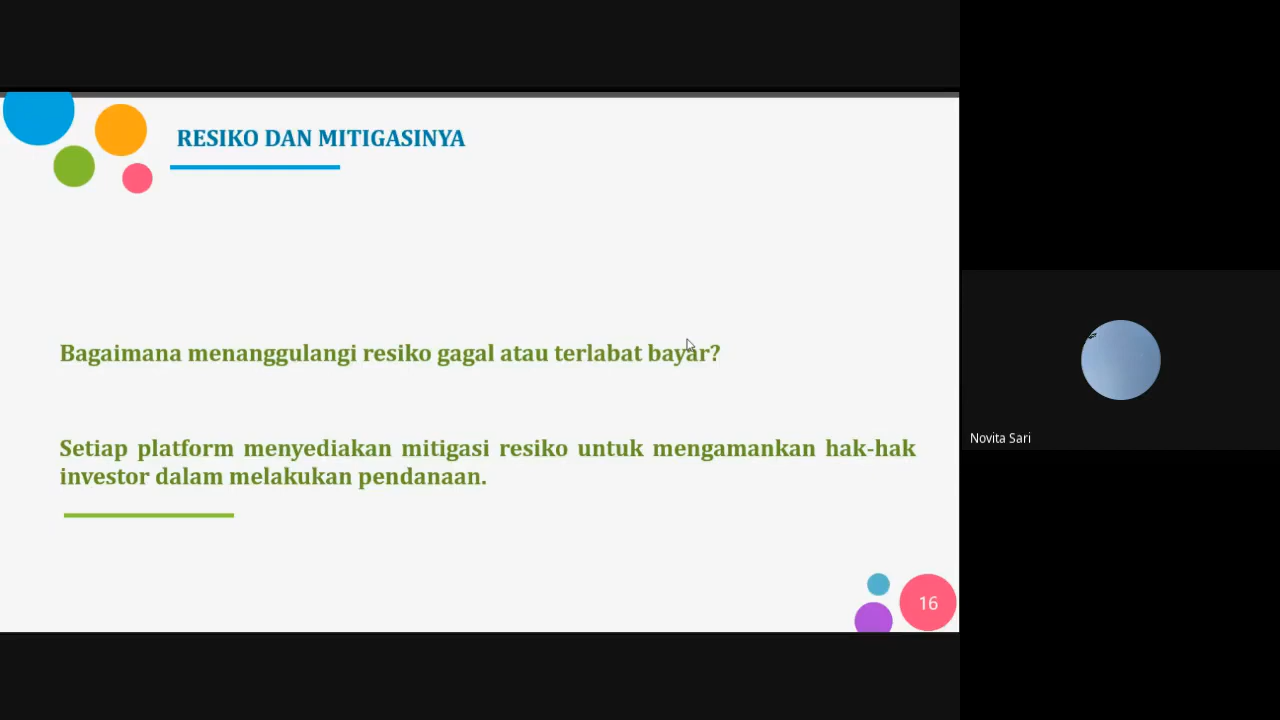 RESIKO DAN MITIGASINYA
Bagaimana menanggulangi resiko gagal atau terlabat bayar?
Setiap platform menyediakan mitigasi resiko untuk mengamankan hak-hak
investor dalam melakukan pendanaan.
16
Novita Sari